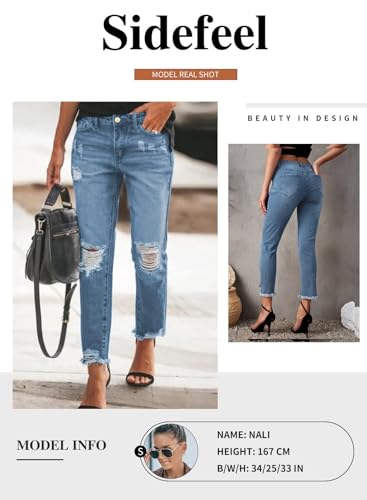 Sidefeel
MODEL REAL SHOT
BEAUTY IN DESIGN
MODEL INFO
S
NAME: NALI
HEIGHT: 167 CM
B/W/H: 34/25/33 IN